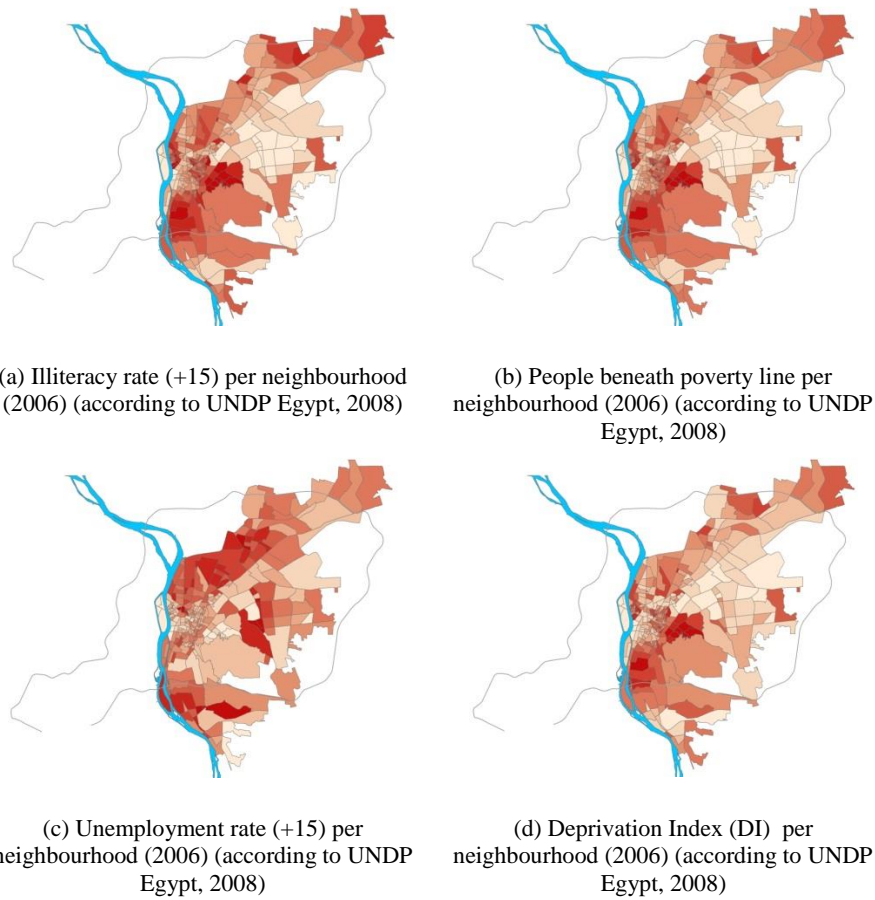 (a) Illiteracy rate (+15) per neighbourhood
(2006) (according to UNDP Egypt, 2008)
(b) People beneath poverty line per
neighbourhood (2006) (according to UNDP
Egypt, 2008)
(c) Unemployment rate (+15) per
neighbourhood (2006) (according to UNDP
Egypt, 2008)
(d) Deprivation Index (DI) per
neighbourhood (2006) (according to UNDP
Egypt, 2008)